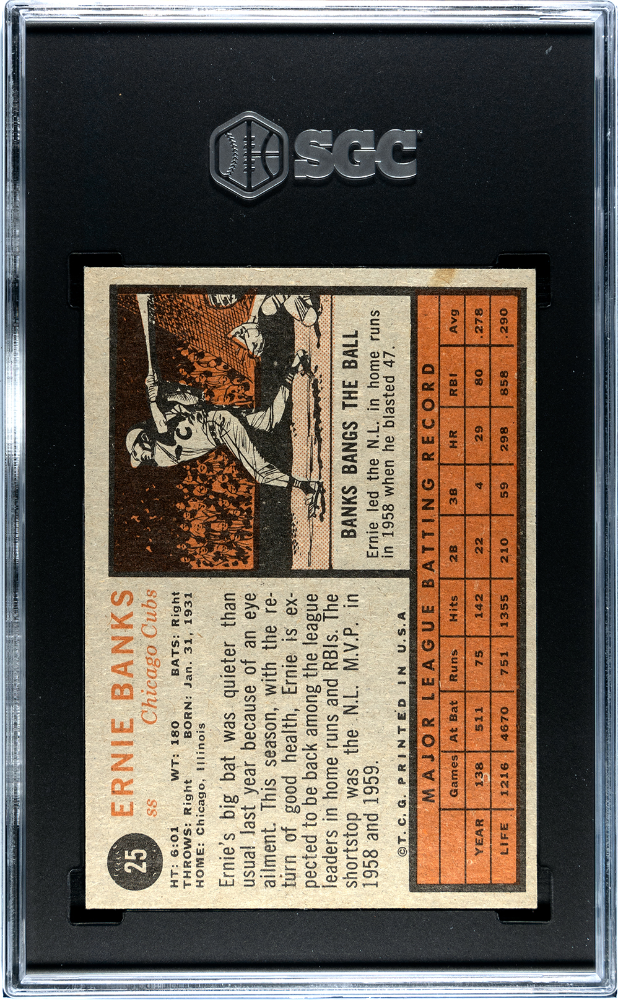 SGC
25
ERNIE BANKS
ss Chicago Cubs
HT: 6:01 WT: 180 BATS: Right
THROWS: Right BORN: Jan. 31, 1931
HOME: Chicago, Illinois
Ernie's big bat was quieter than
usual last year because of an eye
ailment. This season, with the re-
turn of good health, Ernie is ex-
pected to be back among the league
leaders in home runs and RBIs. The
shortstop was the N.L. M.V.P. in
1958 and 1959.
BANKS BANGS THE BALL
Ernie led the N.L. in home runs
in 1958 when he blasted 47.
©T.C.G. PRINTED IN U.S.A
MAJOR LEAGUE BATTING RECORD
Games At Bat Runs Hits 2B 3B HR RBI Avg
YEAR 138 511 75 142 22 4 29 80 .278
LIFE 1216 4670 751 1355 210 59 298 858 .290